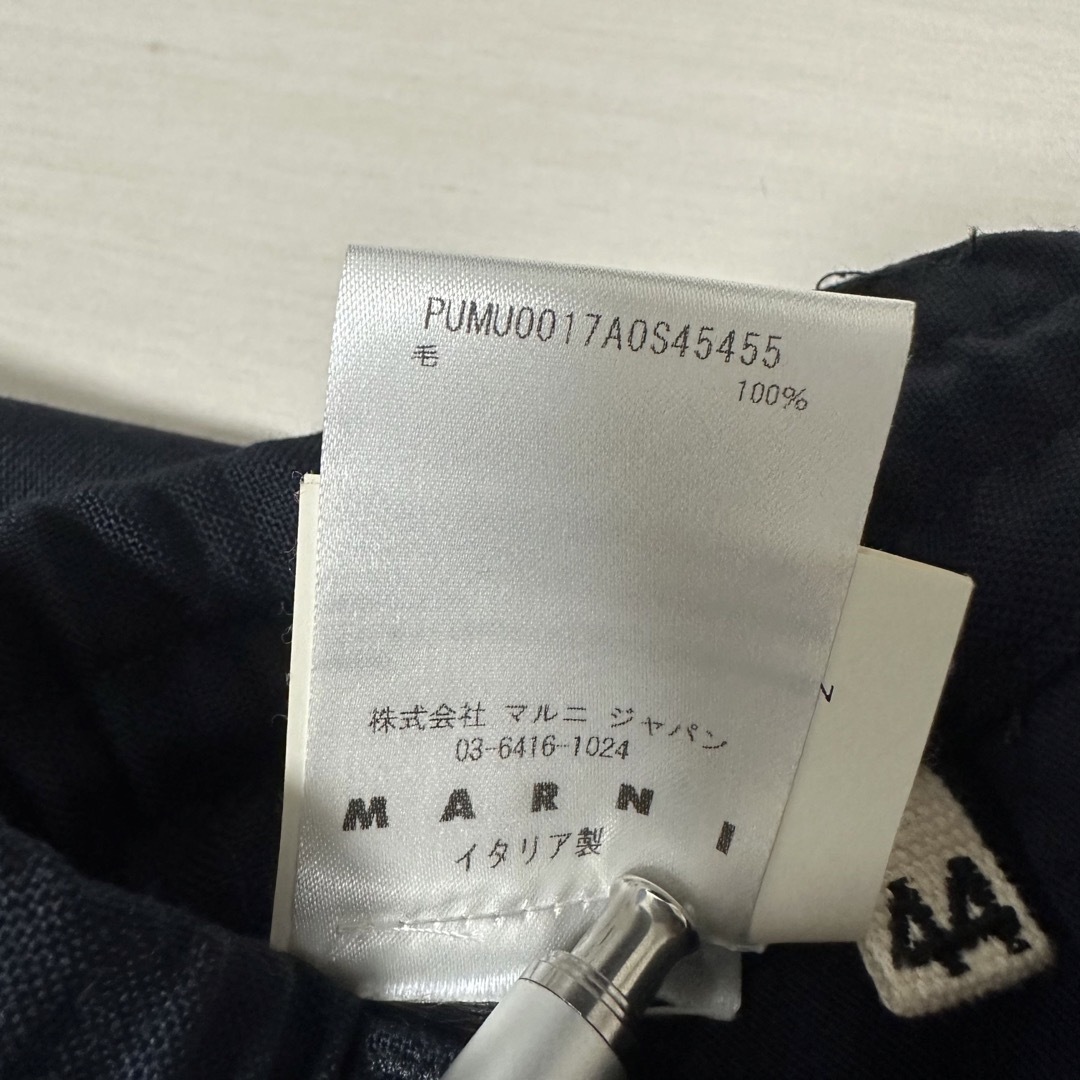 PUMU0017A0S45455
毛
100%
株式会社 マルニ ジャパン
03-6416-1024
MARNI
イタリア製
44